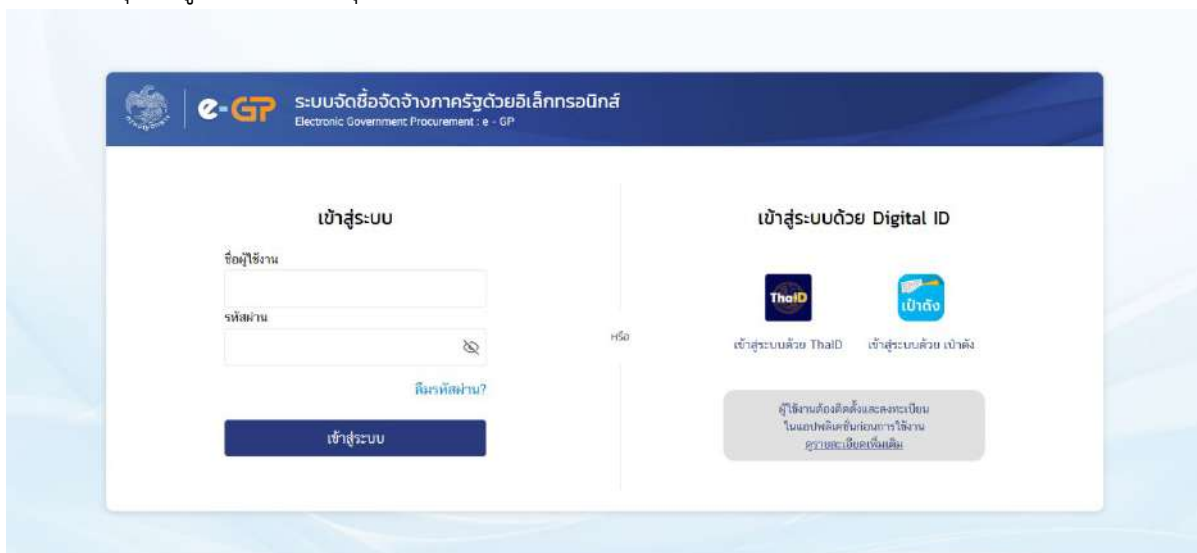 e-GP
ระบบจัดซื้อจัดจ้างภาครัฐด้วยอิเล็กทรอนิกส์
Electronic Government Procurement : e - GP
เข้าสู่ระบบ
ชื่อผู้ใช้งาน
รหัสผ่าน
ลืมรหัสผ่าน?
เข้าสู่ระบบ
หรือ
เข้าสู่ระบบด้วย Digital ID
ThaID
เป๋าตัง
เข้าสู่ระบบด้วย ThaID
เข้าสู่ระบบด้วย เป๋าตัง
ผู้ใช้งานต้องติดตั้งและลงทะเบียน
ในแอปพลิเคชันก่อนการใช้งาน
ดูรายละเอียดเพิ่มเติม